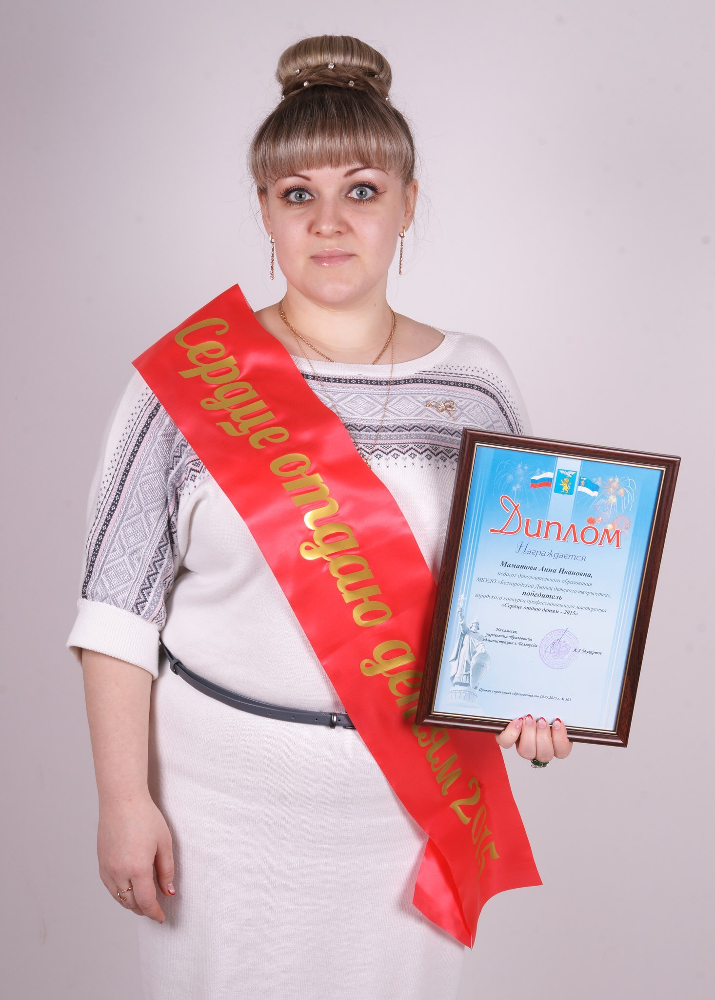 Сердце отдаю детям 2015
Диплом
Награждается
Маматова Анна Ивановна,
педагог дополнительного образования
МБУДО «Белгородский Дворец детского творчества»,
победитель
городского конкурса профессионального мастерства
«Сердце отдаю детям - 2015»
Начальник
управления образования
администрации г. Белгорода
А.А.Мухартов
Приказ управления образования от 10.03.2015 г. № 303